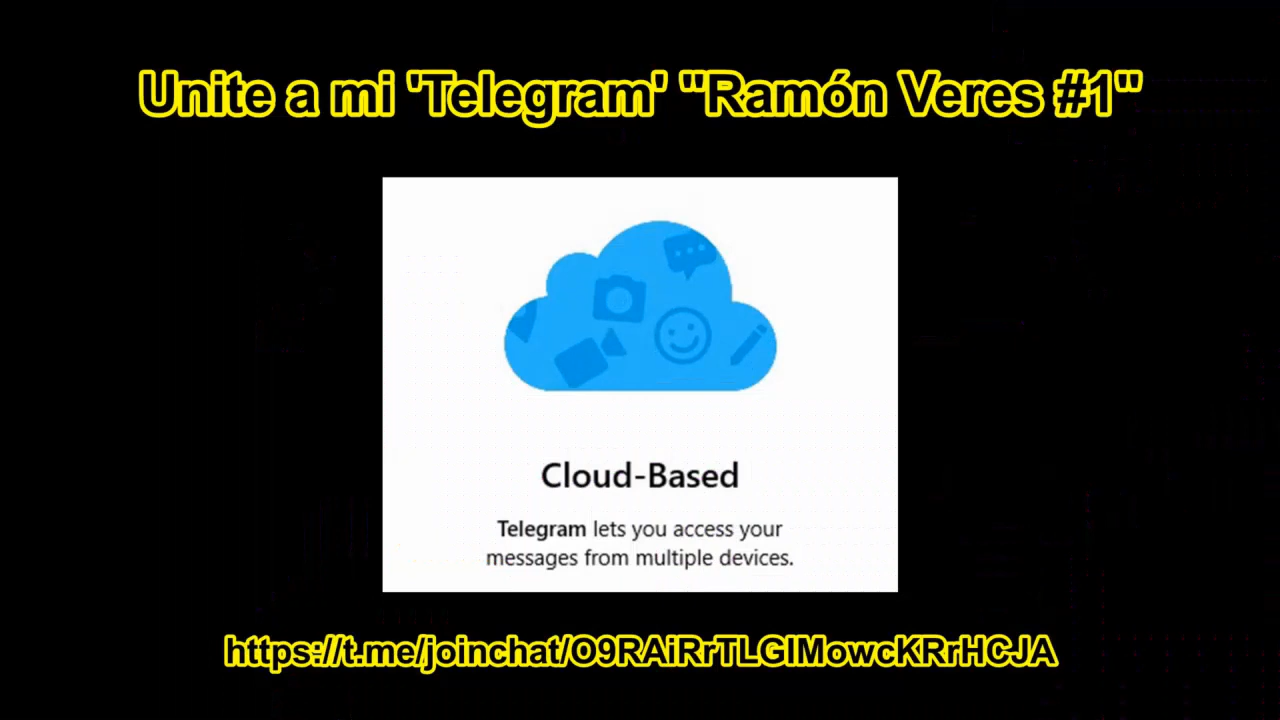 Unite a mi 'Telegram' "Ramón Veres #1"
Cloud-Based
Telegram lets you access your
messages from multiple devices.
https://t.me/joinchat/O9RAiRrTLGlMowcKRrHCJA